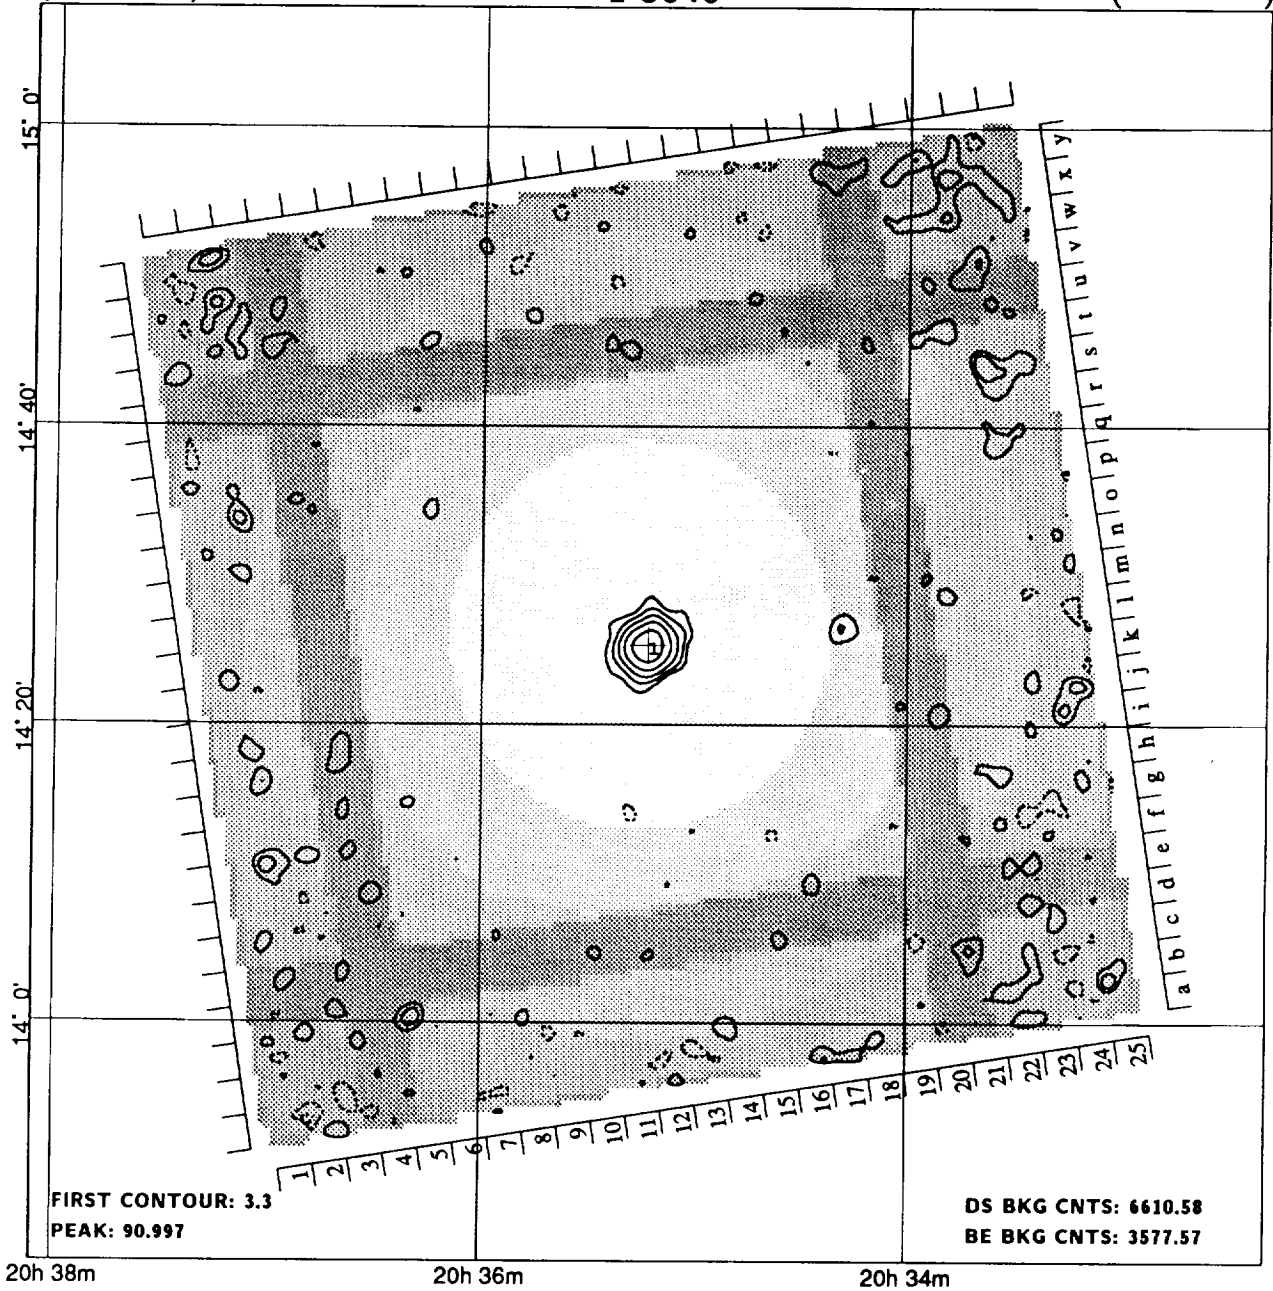 15° 0'
14° 40'
14° 20'
14° 0'
y
x
w
v
u
t
s
r
q
p
o
n
m
l
k
j
i
h
g
f
e
d
c
b
a
1 2 3 4 5 6 7 8 9 10 11 12 13 14 15 16 17 18 19 20 21 22 23 24 25
FIRST CONTOUR: 3.3
PEAK: 90.997
DS BKG CNTS: 6610.58
BE BKG CNTS: 3577.57
20h 38m
20h 36m
20h 34m